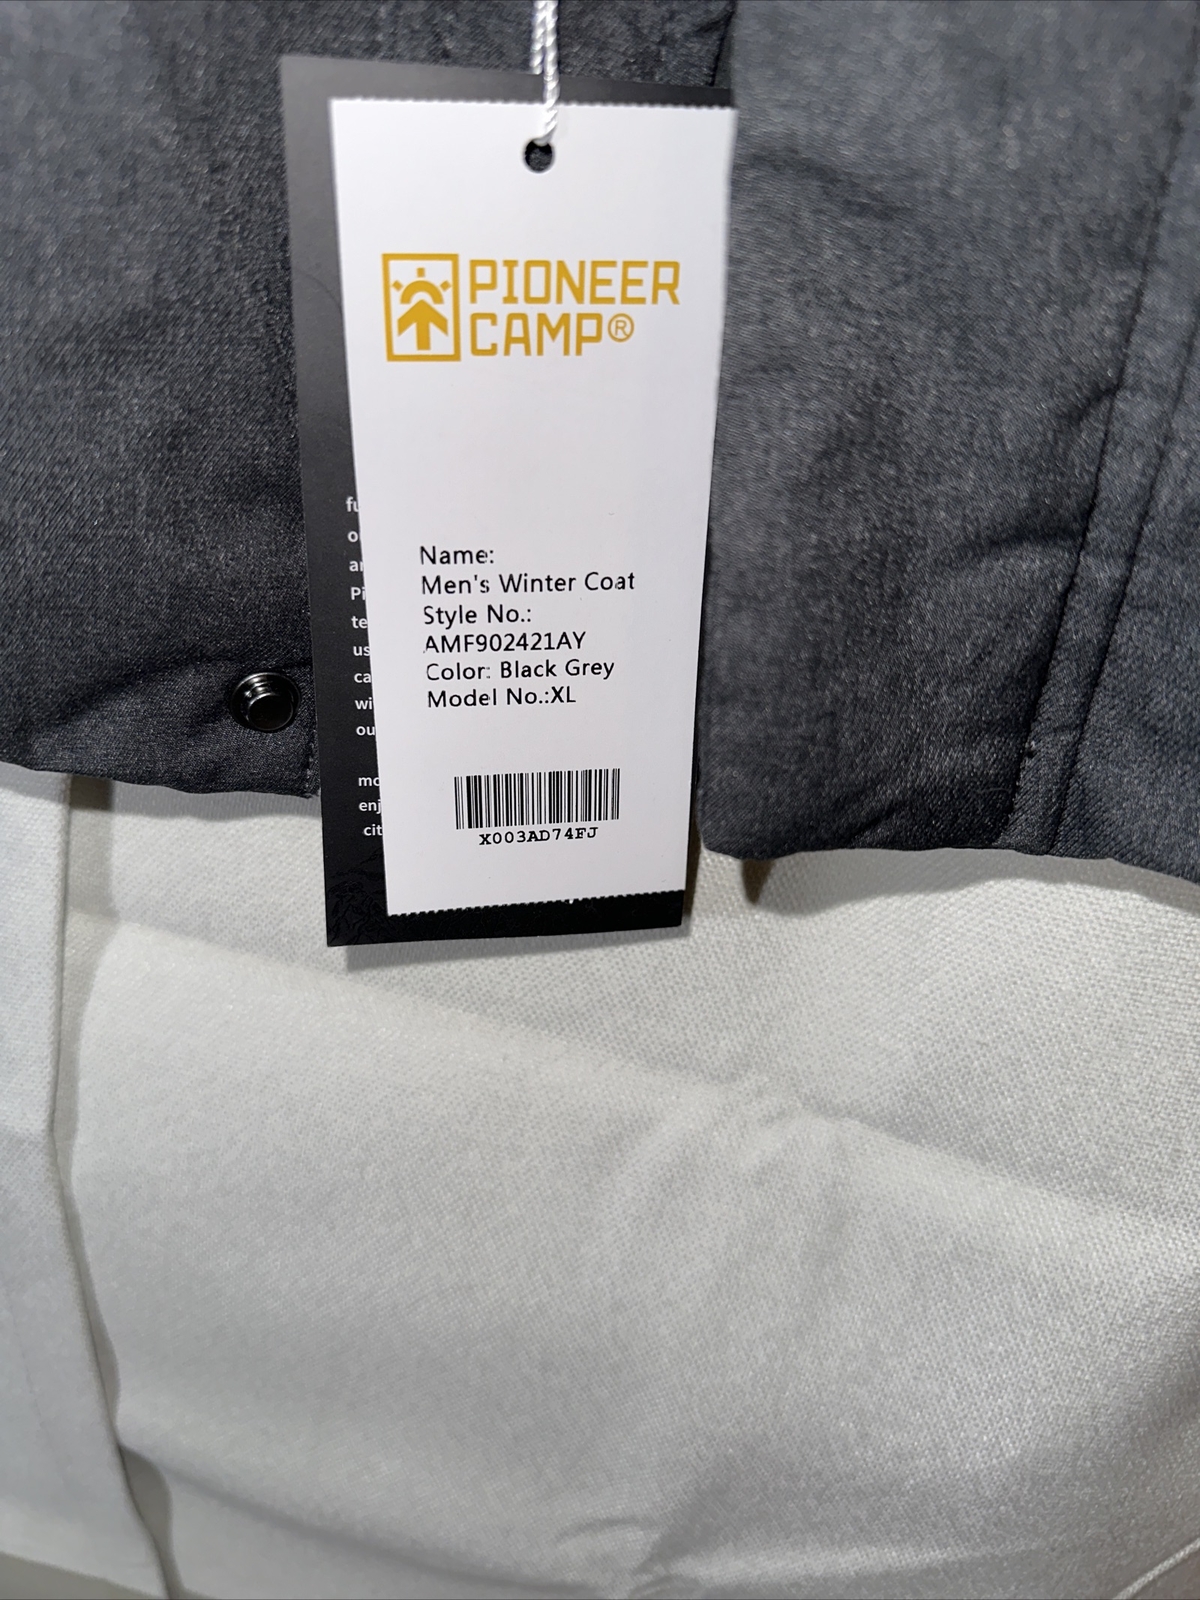 PIONEER
CAMP®
Name:
Men's Winter Coat
Style No.:
AMF902421AY
Color: Black Grey
Model No.:XL
X003AD74FJ